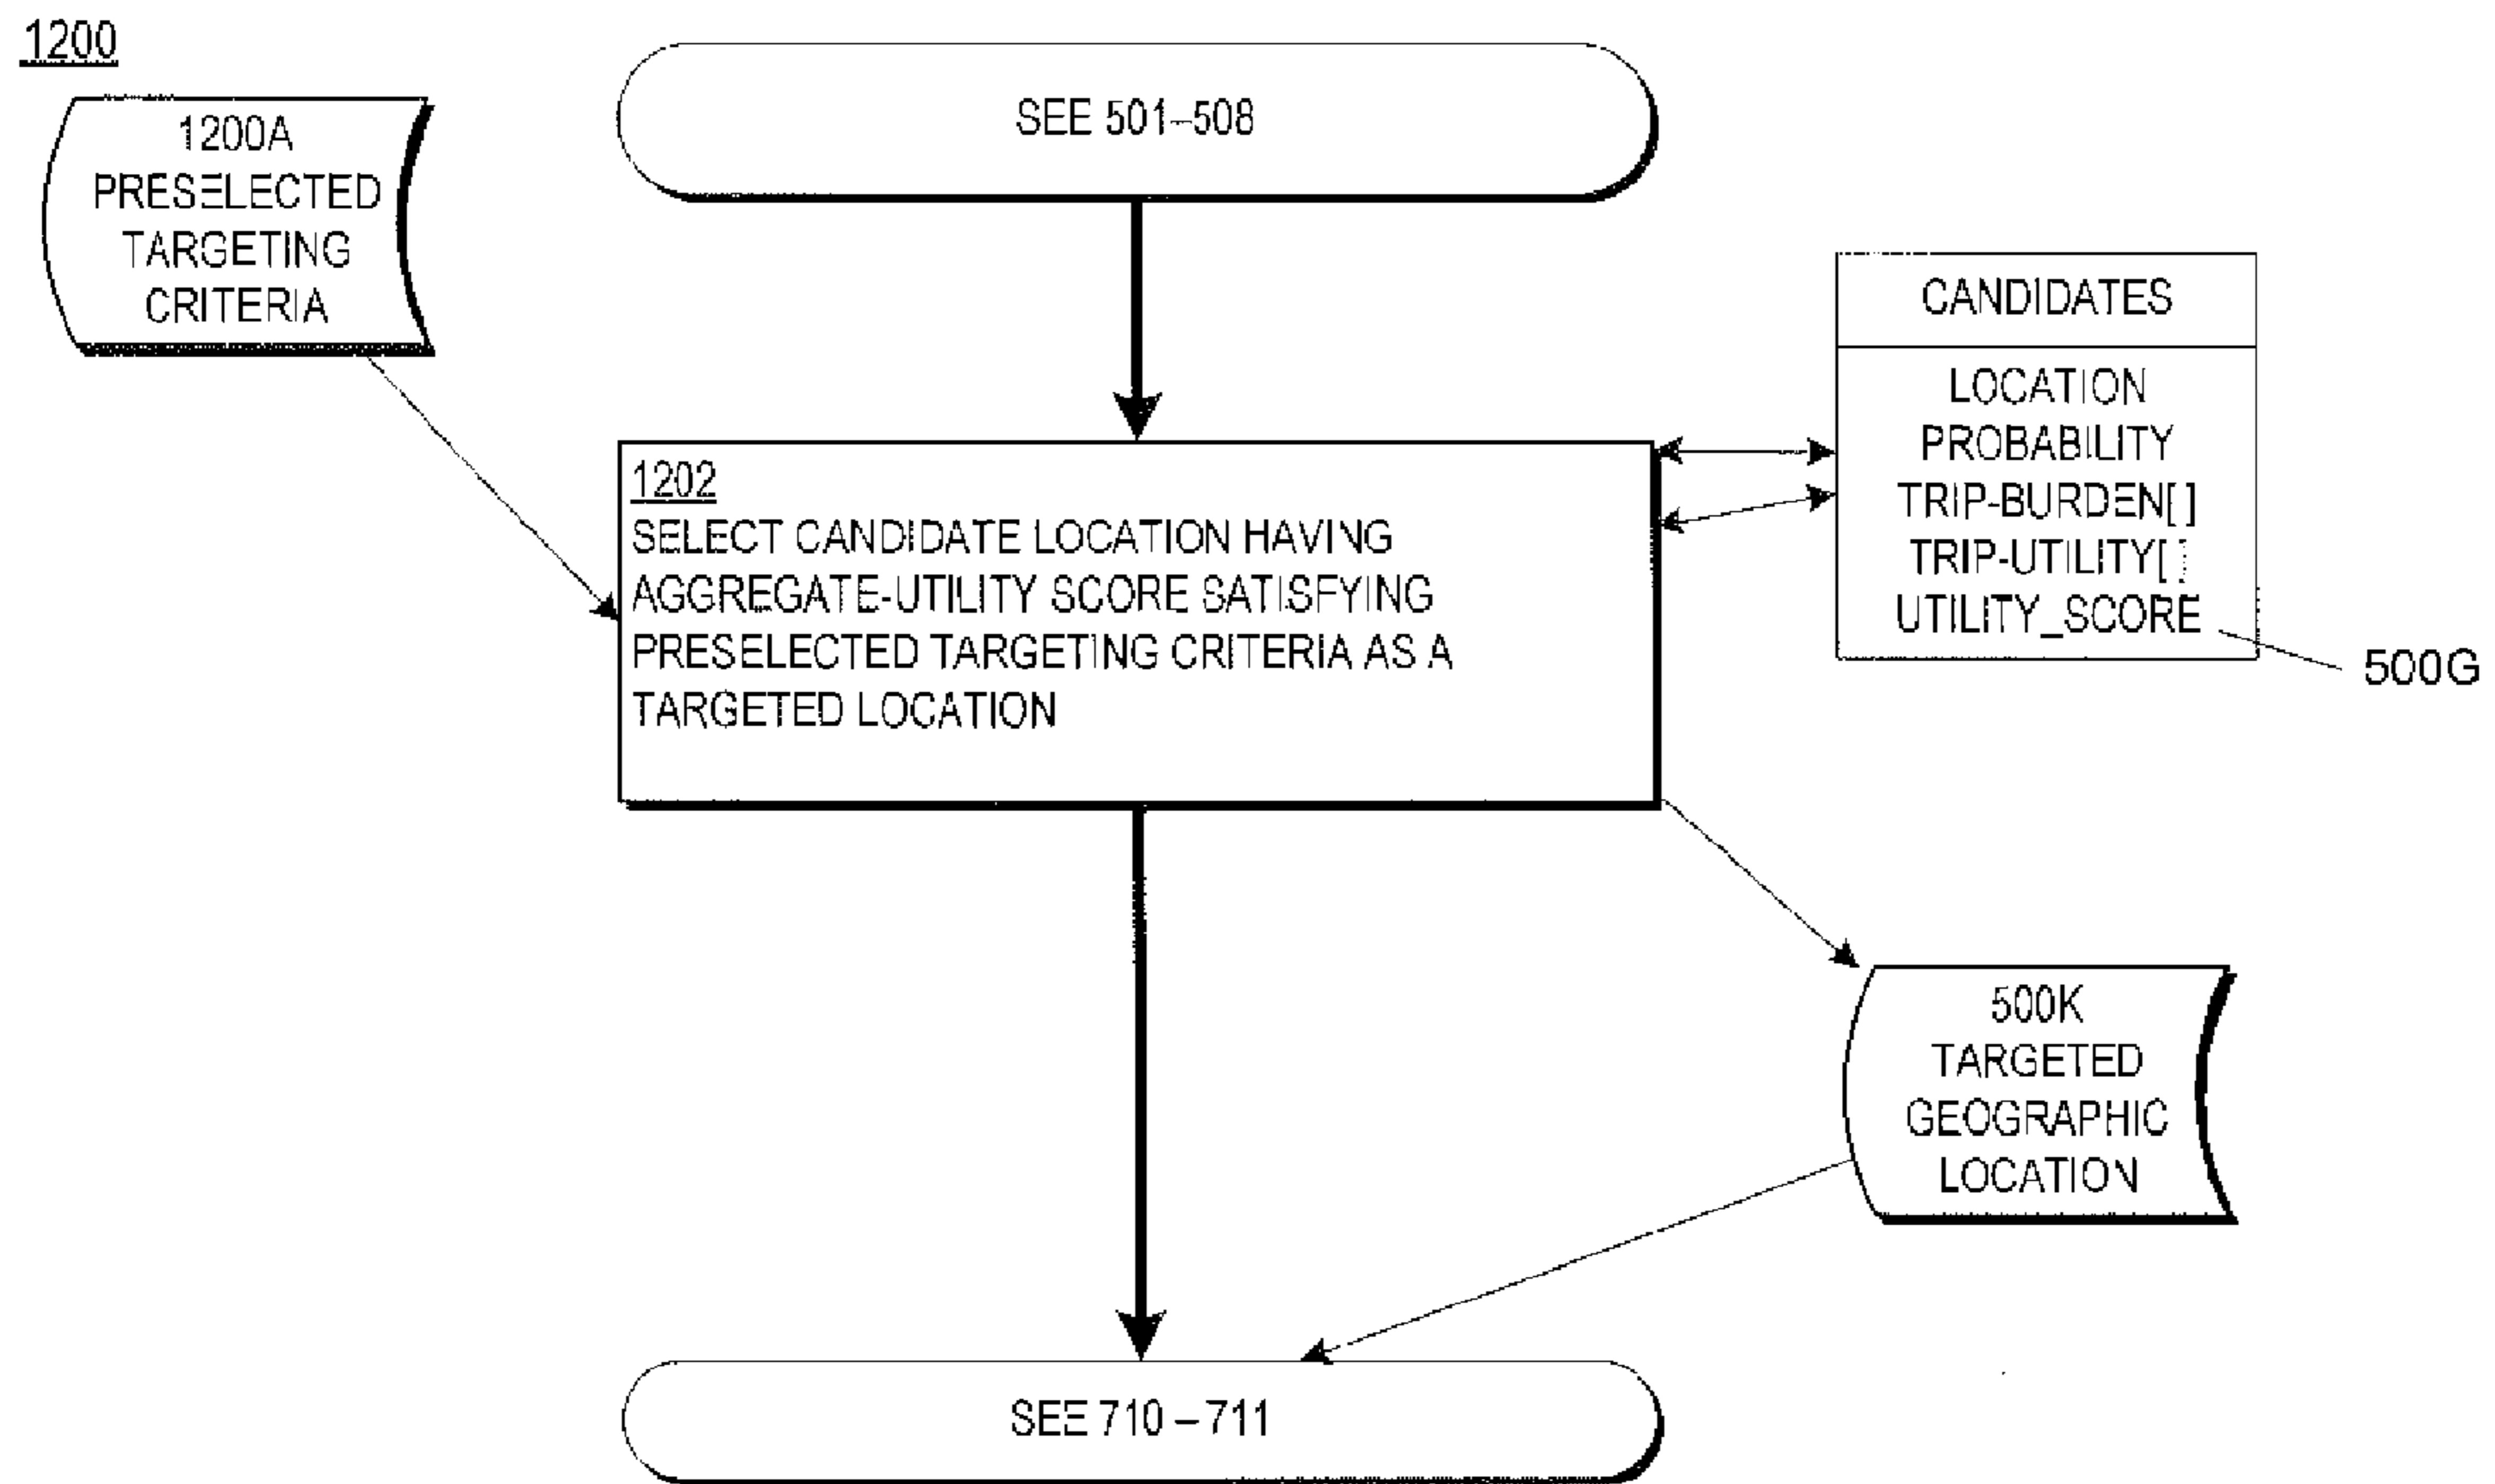 1200
1200A
PRESELECTED
TARGETING
CRITERIA
SEE 501–508
1202
SELECT CANDIDATE LOCATION HAVING
AGGREGATE-UTILITY SCORE SATISFYING
PRESELECTED TARGETING CRITERIA AS A
TARGETED LOCATION
CANDIDATES
LOCATION
PROBABILITY
TRIP-BURDEN[ ]
TRIP-UTILITY[ ]
UTILITY_SCORE
500G
500K
TARGETED
GEOGRAPHIC
LOCATION
SEE 710 – 711